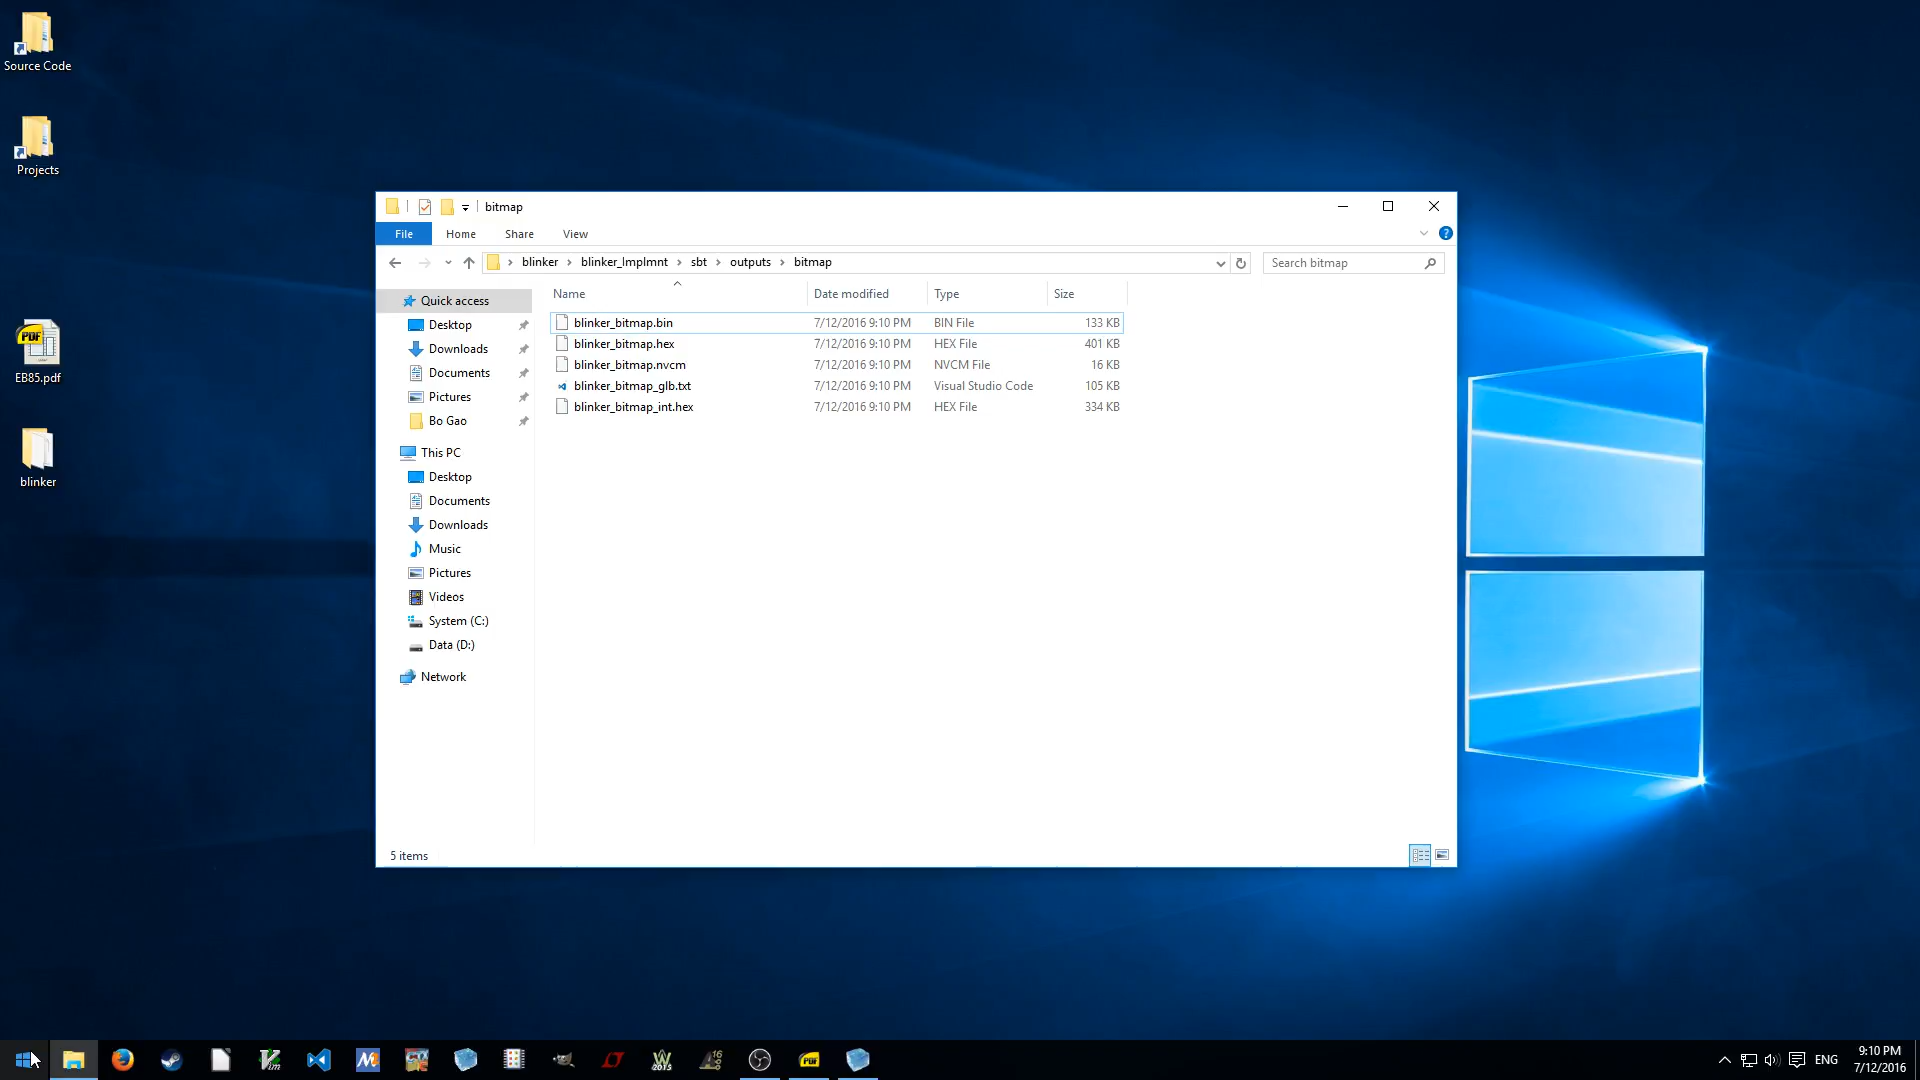 Source Code
Projects
EB85.pdf
blinker
bitmap
File Home Share View
blinker blinker_Implmnt sbt outputs bitmap
Search bitmap
Name Date modified Type Size
Quick access
Desktop
Downloads
Documents
Pictures
Bo Gao
This PC
Desktop
Documents
Downloads
Music
Pictures
Videos
System (C:)
Data (D:)
Network
blinker_bitmap.bin 7/12/2016 9:10 PM BIN File 133 KB
blinker_bitmap.hex 7/12/2016 9:10 PM HEX File 401 KB
blinker_bitmap.nvcm 7/12/2016 9:10 PM NVCM File 16 KB
blinker_bitmap_glb.txt 7/12/2016 9:10 PM Visual Studio Code 105 KB
blinker_bitmap_int.hex 7/12/2016 9:10 PM HEX File 334 KB
5 items
ENG
9:10 PM
7/12/2016